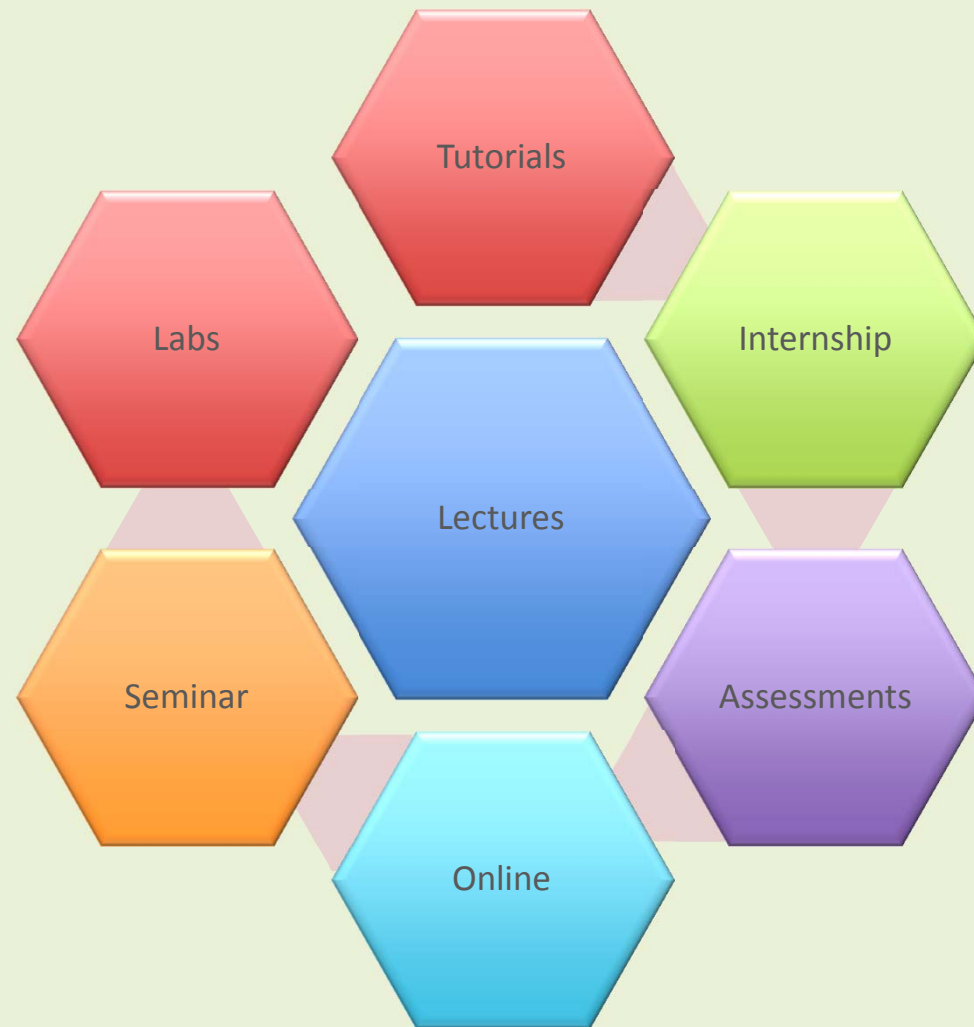 Tutorials
Labs
Internship
Lectures
Seminar
Assessments
Online